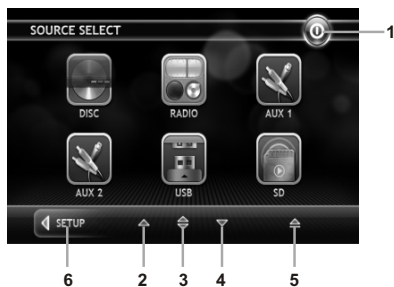 SOURCE SELECT
1
DISC
RADIO
AUX 1
AUX 2
USB
SD
SETUP
6
2
3
4
5